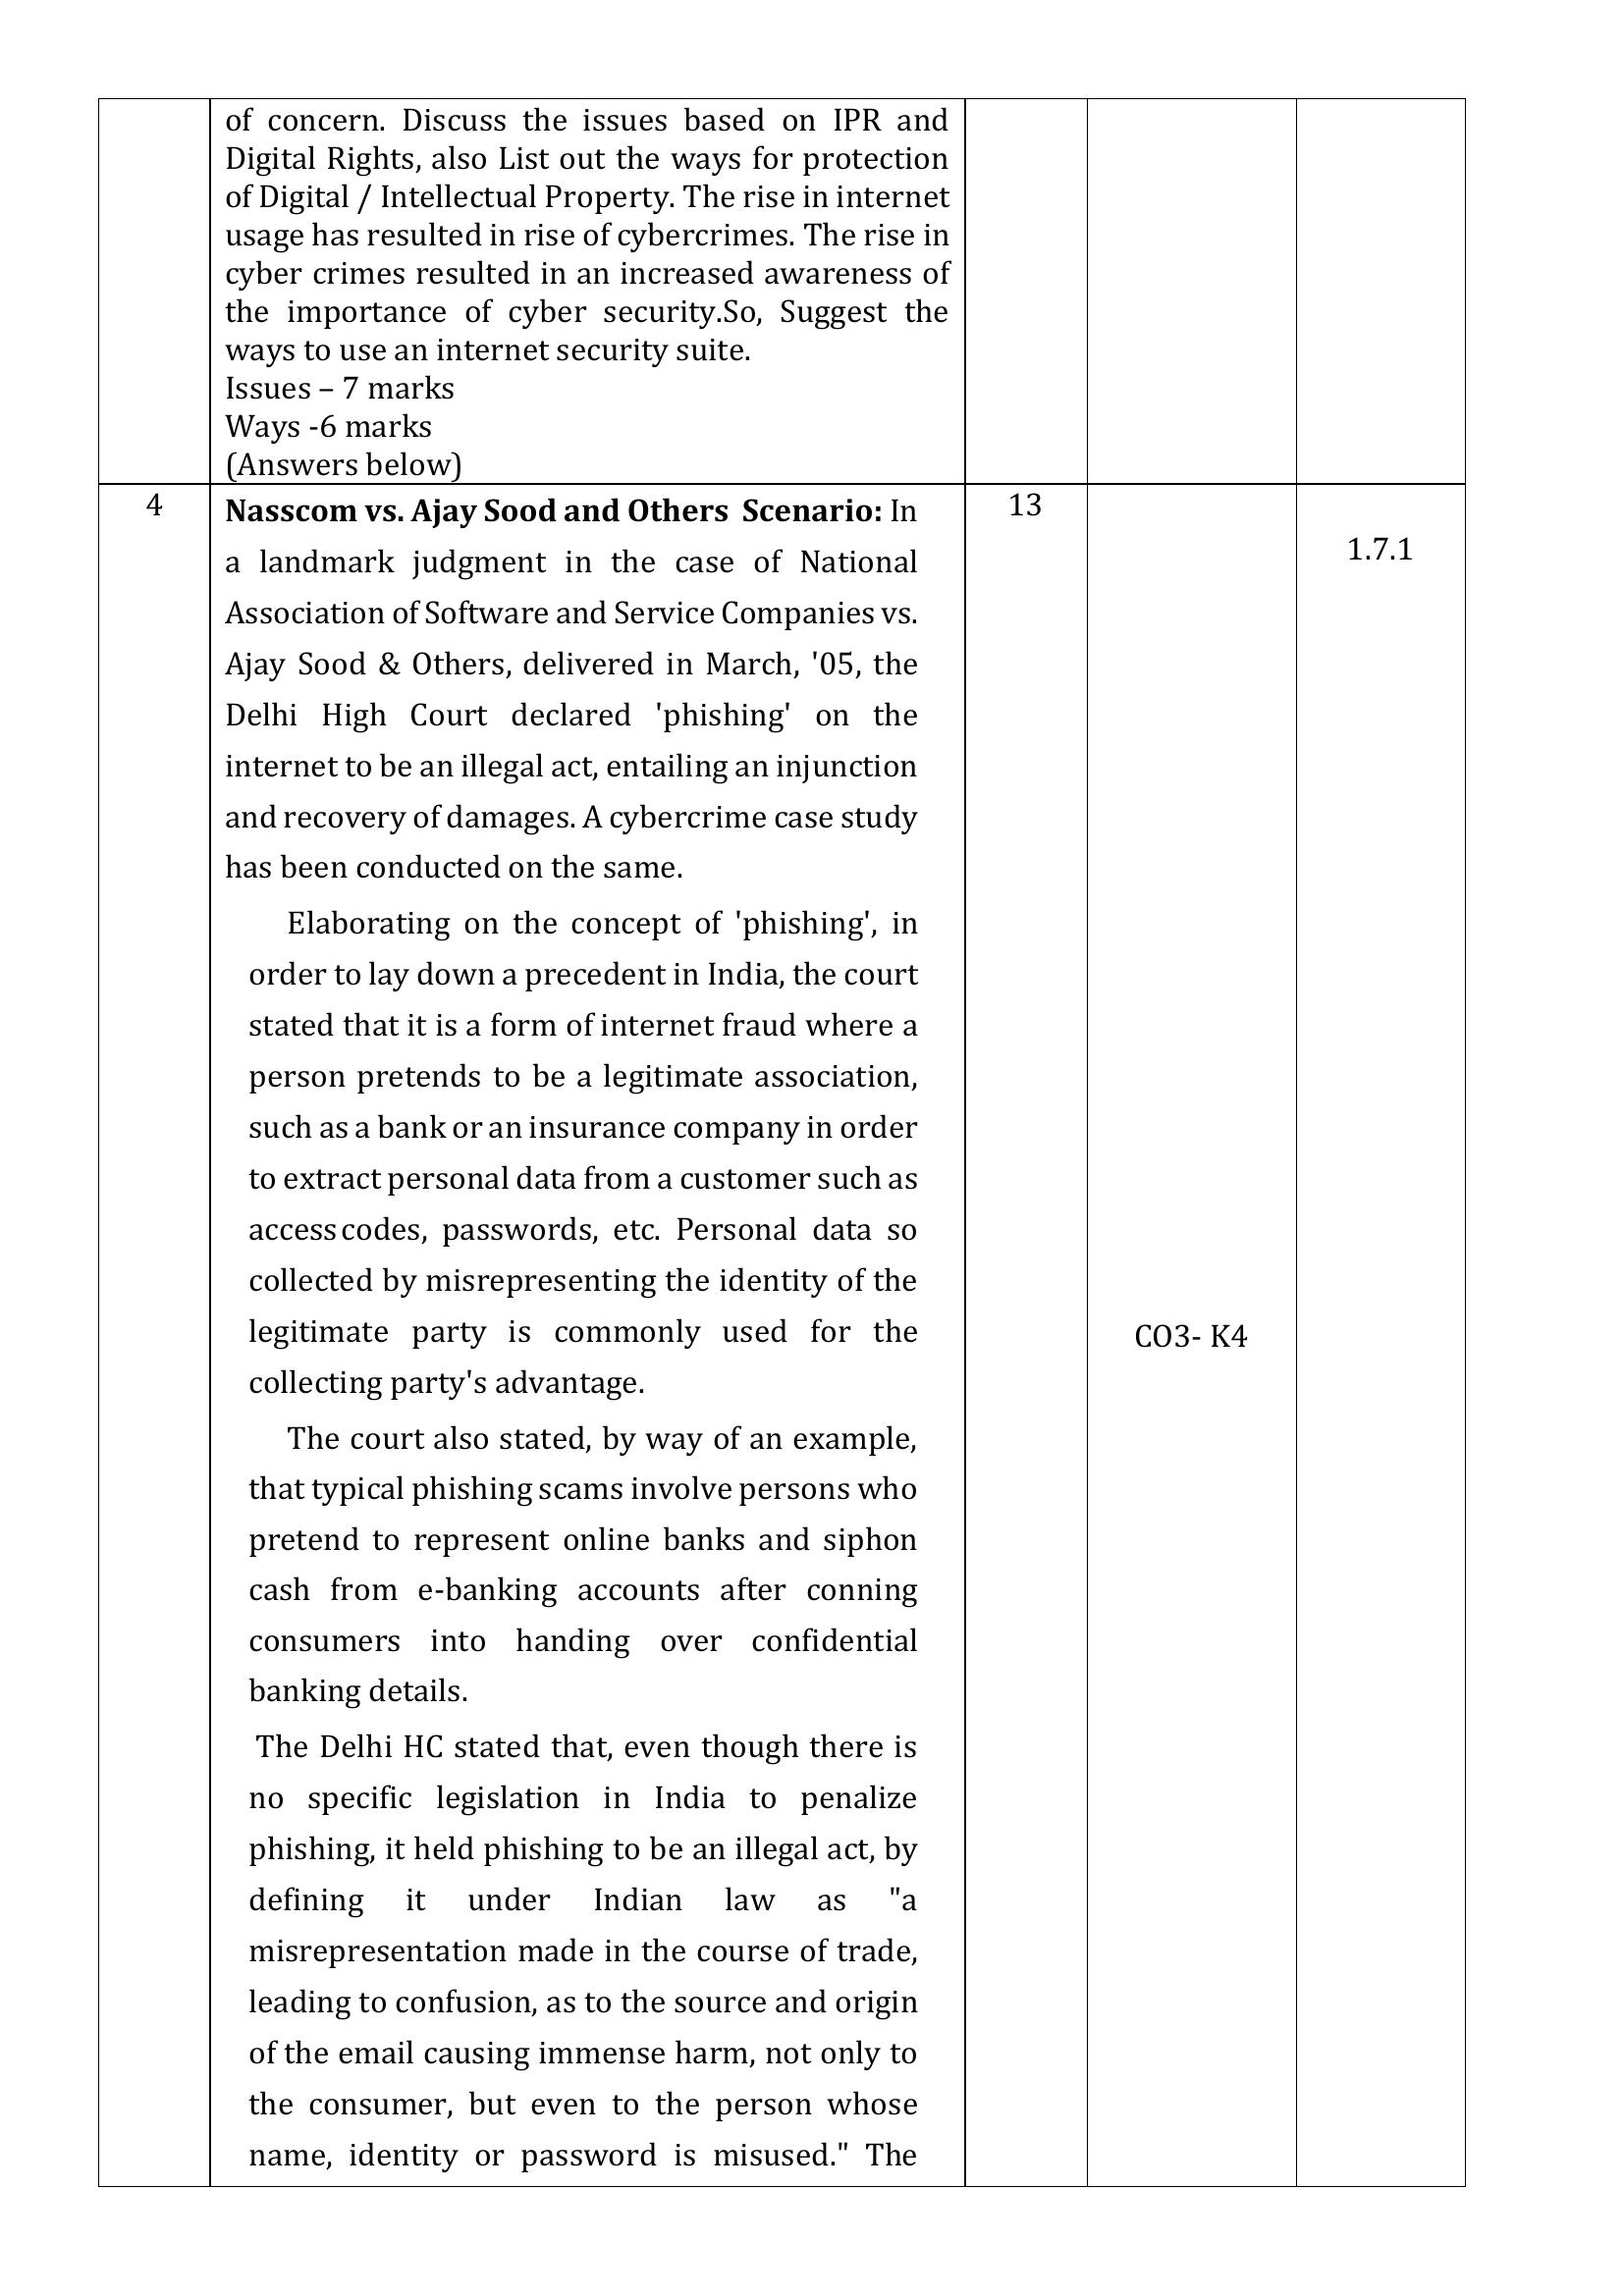 of concern. Discuss the issues based on IPR and
Digital Rights, also List out the ways for protection
of Digital / Intellectual Property. The rise in internet
usage has resulted in rise of cybercrimes. The rise in
cyber crimes resulted in an increased awareness of
the importance of cyber security.So, Suggest the
ways to use an internet security suite.
Issues – 7 marks
Ways -6 marks
(Answers below)
4
Nasscom vs. Ajay Sood and Others Scenario: In
a landmark judgment in the case of National
Association of Software and Service Companies vs.
Ajay Sood & Others, delivered in March, '05, the
Delhi High Court declared 'phishing' on the
internet to be an illegal act, entailing an injunction
and recovery of damages. A cybercrime case study
has been conducted on the same.
Elaborating on the concept of 'phishing', in
order to lay down a precedent in India, the court
stated that it is a form of internet fraud where a
person pretends to be a legitimate association,
such as a bank or an insurance company in order
to extract personal data from a customer such as
access codes, passwords, etc. Personal data so
collected by misrepresenting the identity of the
legitimate party is commonly used for the
collecting party's advantage.
The court also stated, by way of an example,
that typical phishing scams involve persons who
pretend to represent online banks and siphon
cash from e-banking accounts after conning
consumers into handing over confidential
banking details.
The Delhi HC stated that, even though there is
no specific legislation in India to penalize
phishing, it held phishing to be an illegal act, by
defining it under Indian law as "a
misrepresentation made in the course of trade,
leading to confusion, as to the source and origin
of the email causing immense harm, not only to
the consumer, but even to the person whose
name, identity or password is misused." The
13
CO3- K4
1.7.1